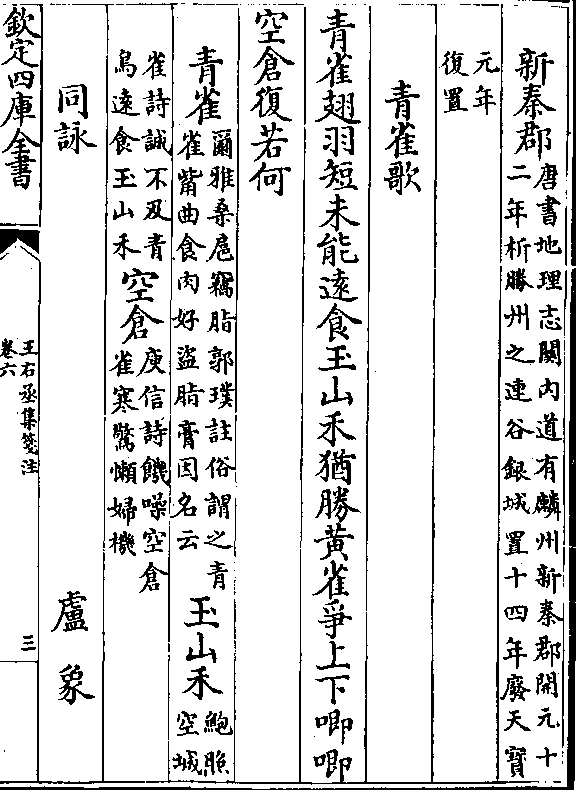 新秦郡唐書地理志關内道有麟州新秦郡開元十
二年析勝州之連谷銀城置十四年廢天寶
元年
復置
青雀歌
青雀翅羽短未能逺食玉山禾猶勝黄雀爭上下唧唧
空倉復若何
青雀爾雅桑扈竊脂郭璞註俗謂之青
雀觜曲食肉好盜脂膏因名云玉山禾鮑照
空城
雀詩誠不及青
鳥逺食玉山禾空倉庾信詩饑噪空倉
雀寒驚懶婦機
同詠
盧象
欽定四庫全書
王右丞集箋注
卷六
三